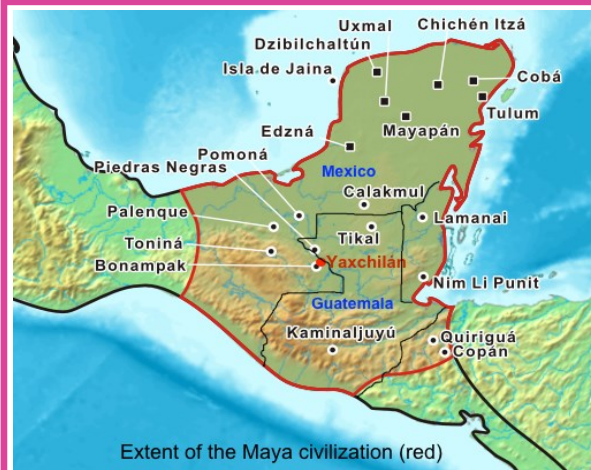 Uxmal
Chichén Itzá
Dzibilchaltún
Isla de Jaina
Cobá
Tulum
Edzná
Mayapán
Pomoná
Piedras Negras
Mexico
Calakmul
Palenque
Lamanai
Toniná
Tikal
Bonampak
Yaxchilán
Nim Li Punit
Guatemala
Kaminaljuyú
Quiriguá
Copán
Extent of the Maya civilization (red)